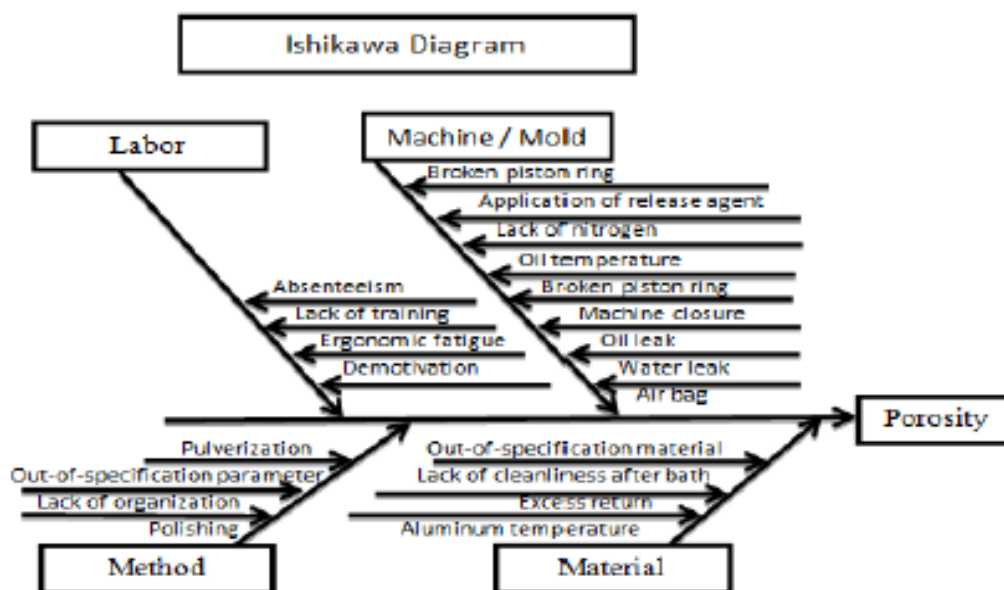 Ishikawa Diagram
Labor
Machine / Mold
Broken piston ring
Application of release agent
Lack of nitrogen
Oil temperature
Broken piston ring
Machine closure
Oil leak
Water leak
Air bag
Absenteeism
Lack of training
Ergonomic fatigue
Demotivation
Porosity
Pulverization
Out-of-specification parameter
Lack of organization
Polishing
Method
Out-of-specification material
Lack of cleanliness after bath
Excess return
Aluminum temperature
Material